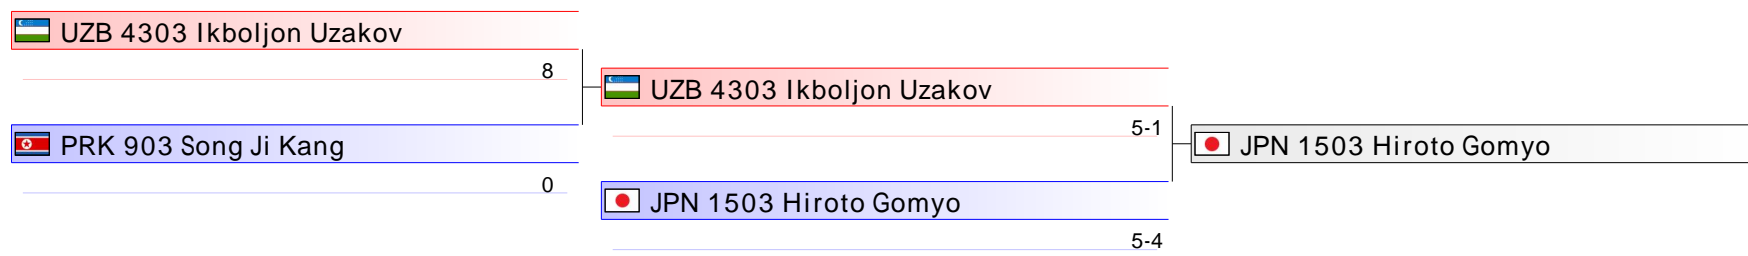 UZB 4303 Ikboljon Uzakov
8
PRK 903 Song Ji Kang
0
UZB 4303 Ikboljon Uzakov
5-1
JPN 1503 Hiroto Gomyo
5-4
JPN 1503 Hiroto Gomyo